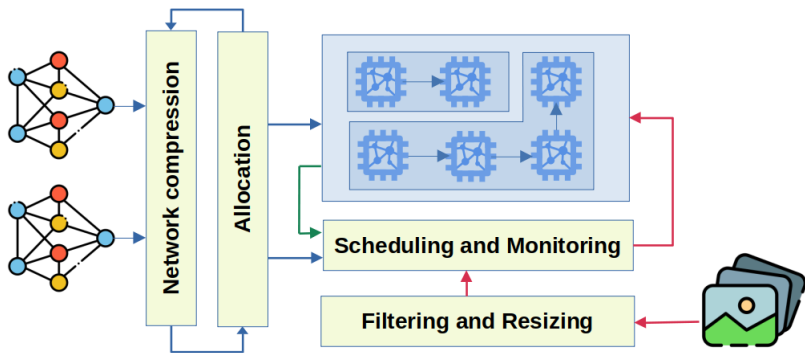 Network compression
Allocation
Scheduling and Monitoring
Filtering and Resizing